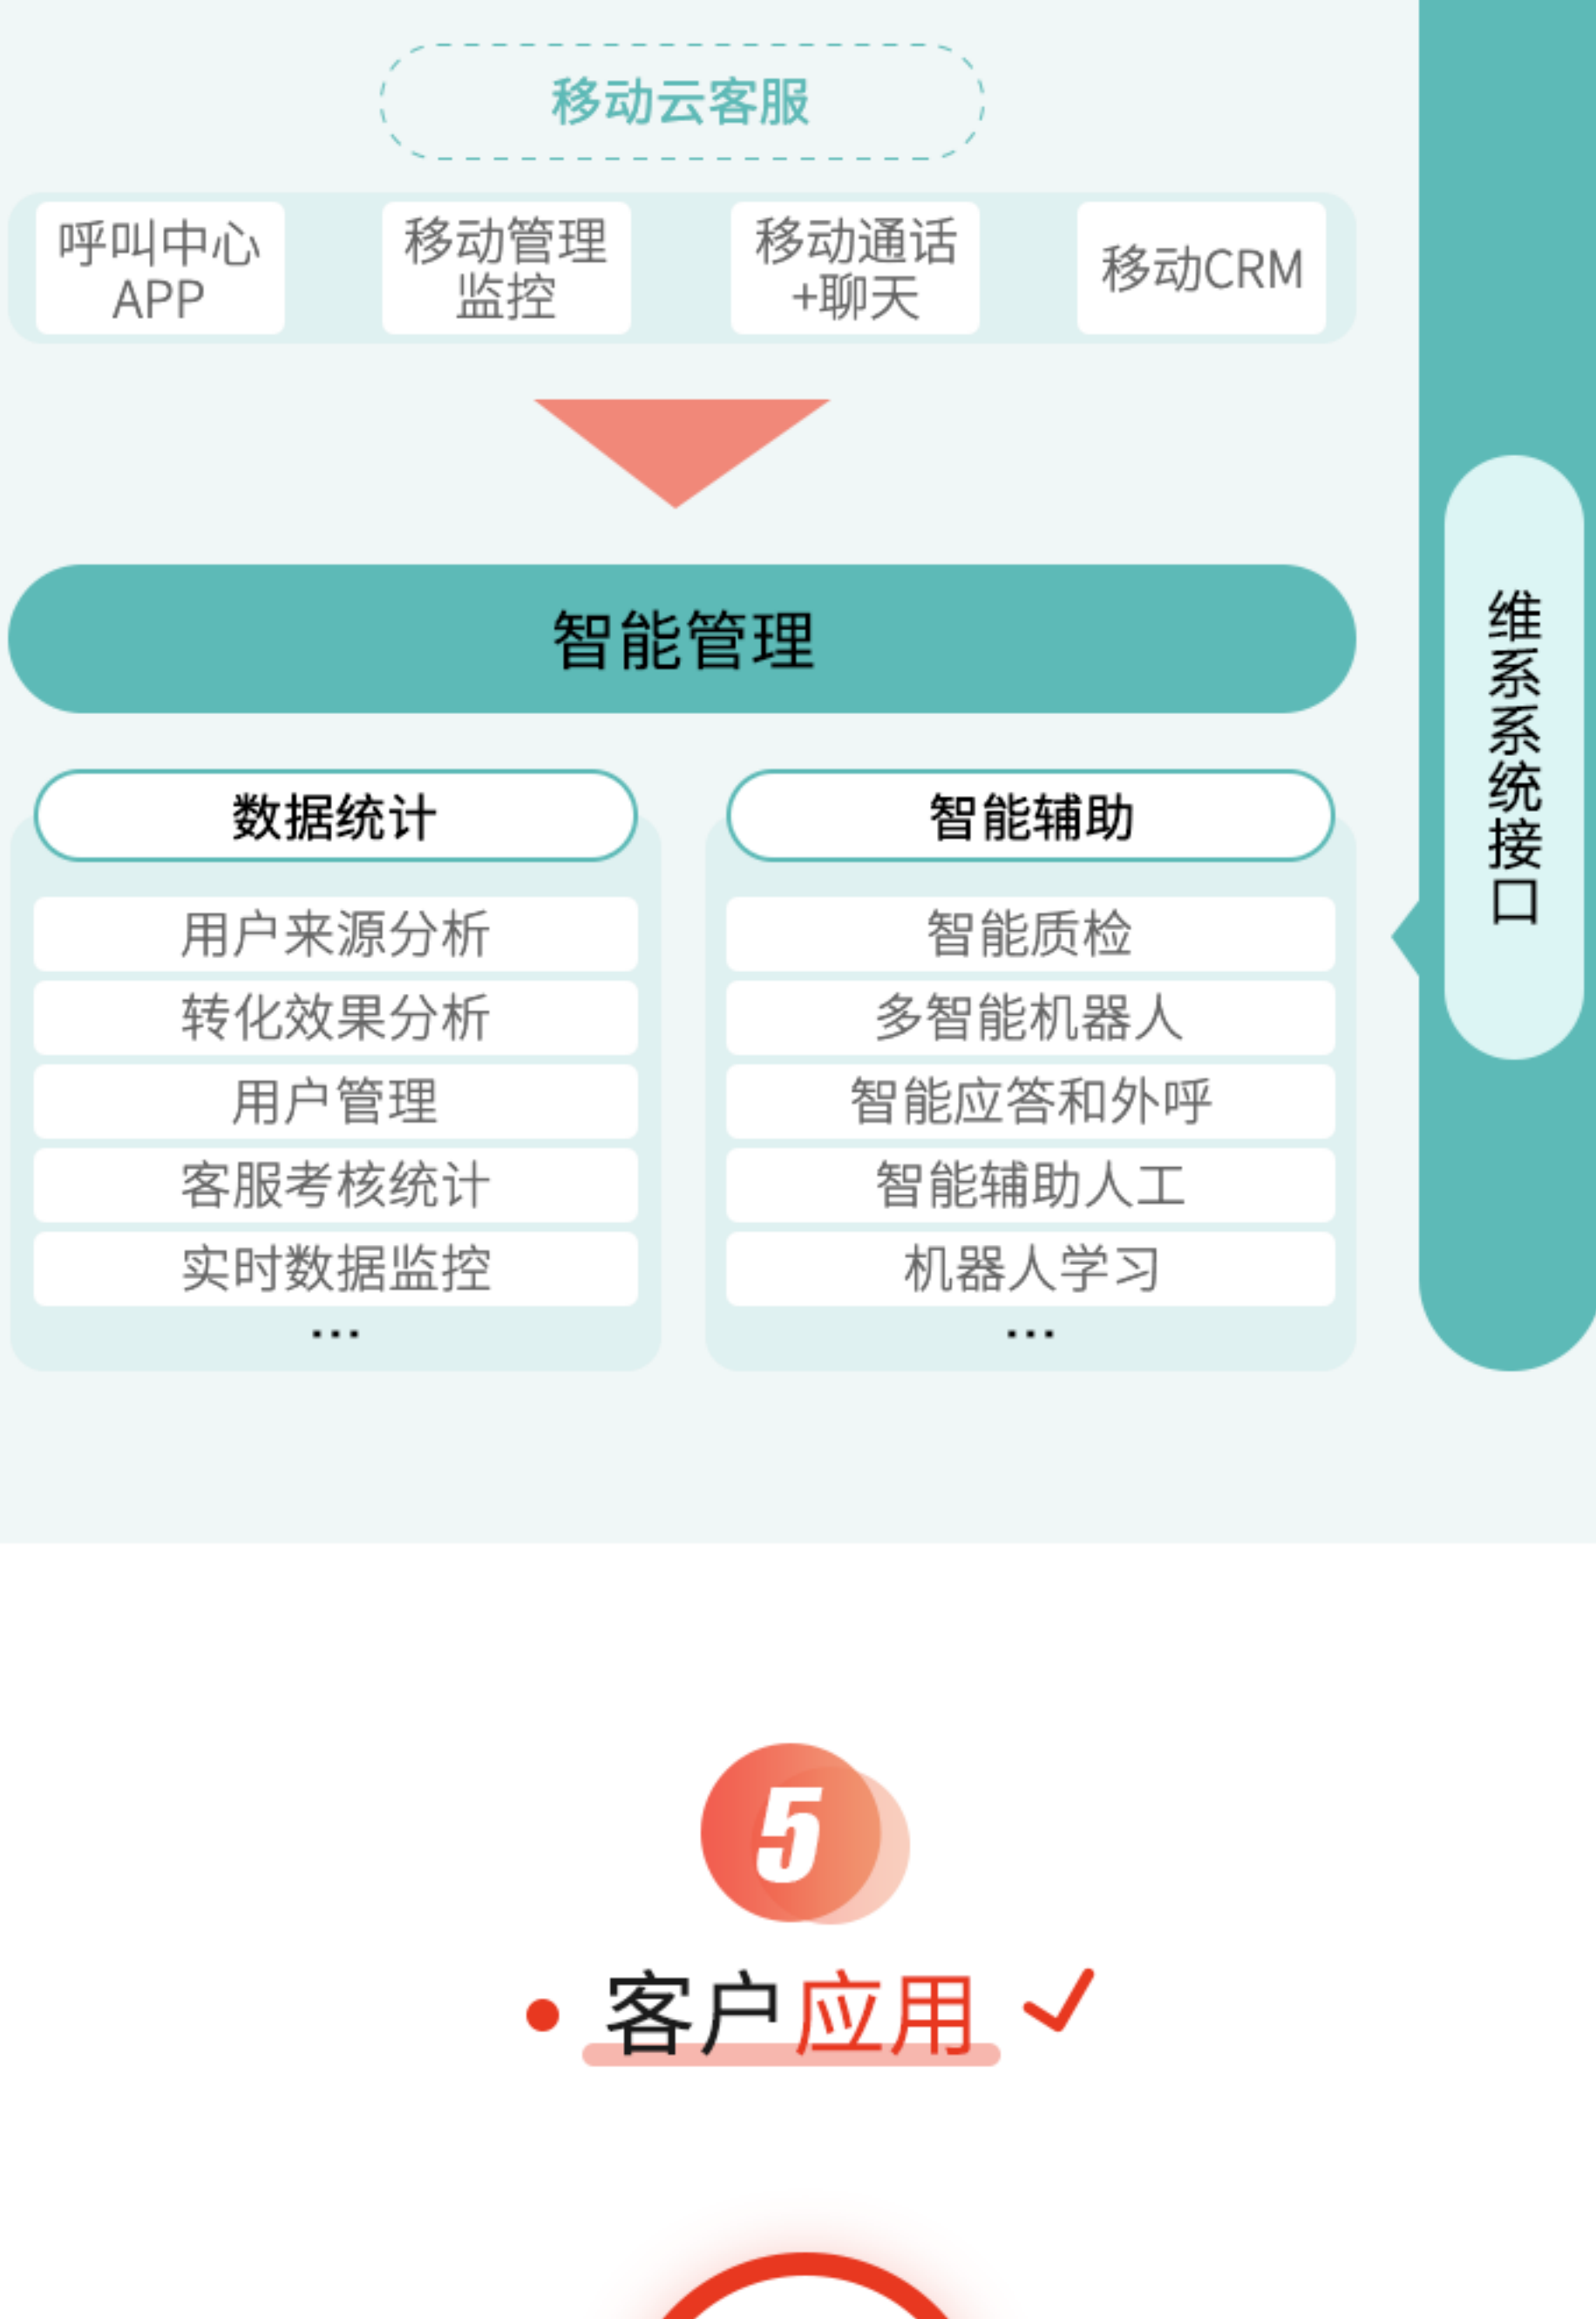 移动云客服
呼叫中心
APP
移动管理
监控
移动通话
+聊天
移动CRM
智能管理
数据统计
用户来源分析
转化效果分析
用户管理
客服考核统计
实时数据监控
...
智能辅助
智能质检
多智能机器人
智能应答和外呼
智能辅助人工
机器人学习
...
维系系统接口
5
客户应用